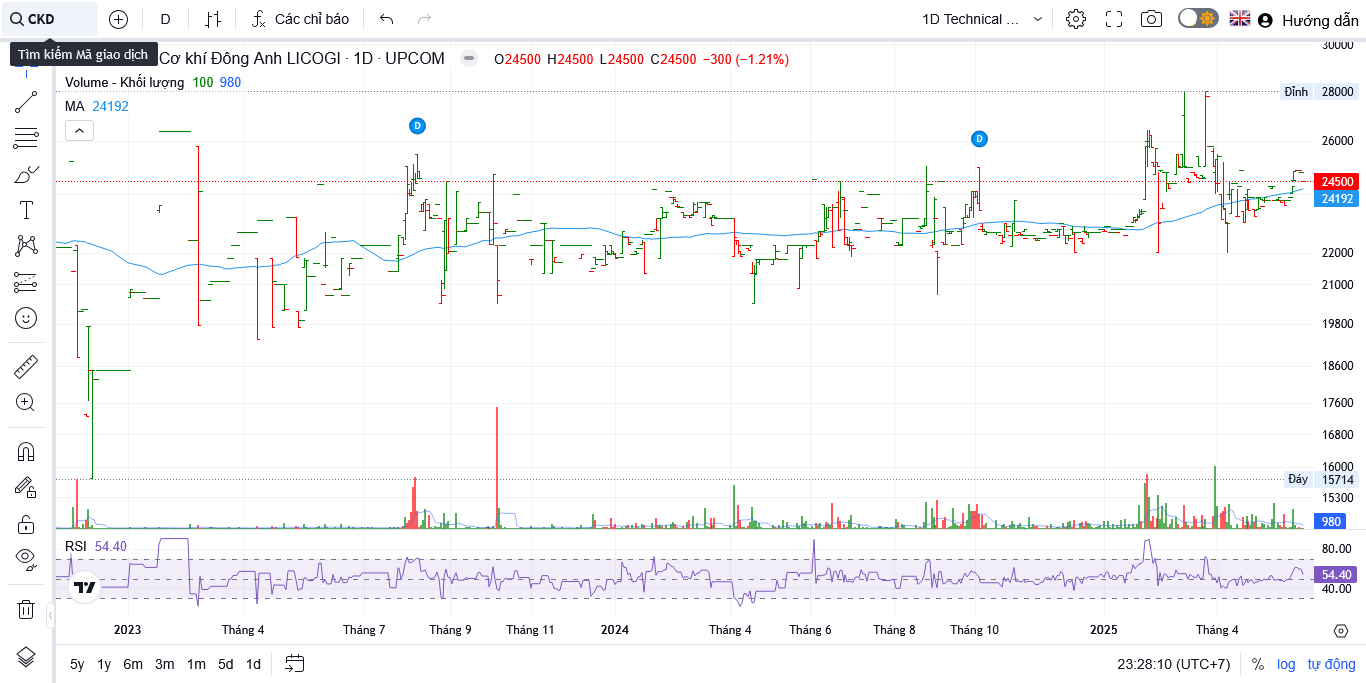 CKD
D
Các chỉ báo
1D Technical ...
Hướng dẫn
Tìm kiếm Mã giao dịch
Cơ khí Đông Anh LICOGI · 1D · UPCOM
O24500 H24500 L24500 C24500 −300 (−1.21%)
Volume - Khối lượng 100 980
MA 24192
D
D
30000
Đỉnh 28000
26000
24500
24192
22000
21000
19800
18600
17600
16800
16000
Đáy 15714
15300
980
RSI 54.40
80.00
54.40
40.00
2023
Tháng 4
Tháng 7
Tháng 9
Tháng 11
2024
Tháng 4
Tháng 6
Tháng 8
Tháng 10
2025
Tháng 4
5y 1y 6m 3m 1m 5d 1d
23:28:10 (UTC+7)
% log tự động